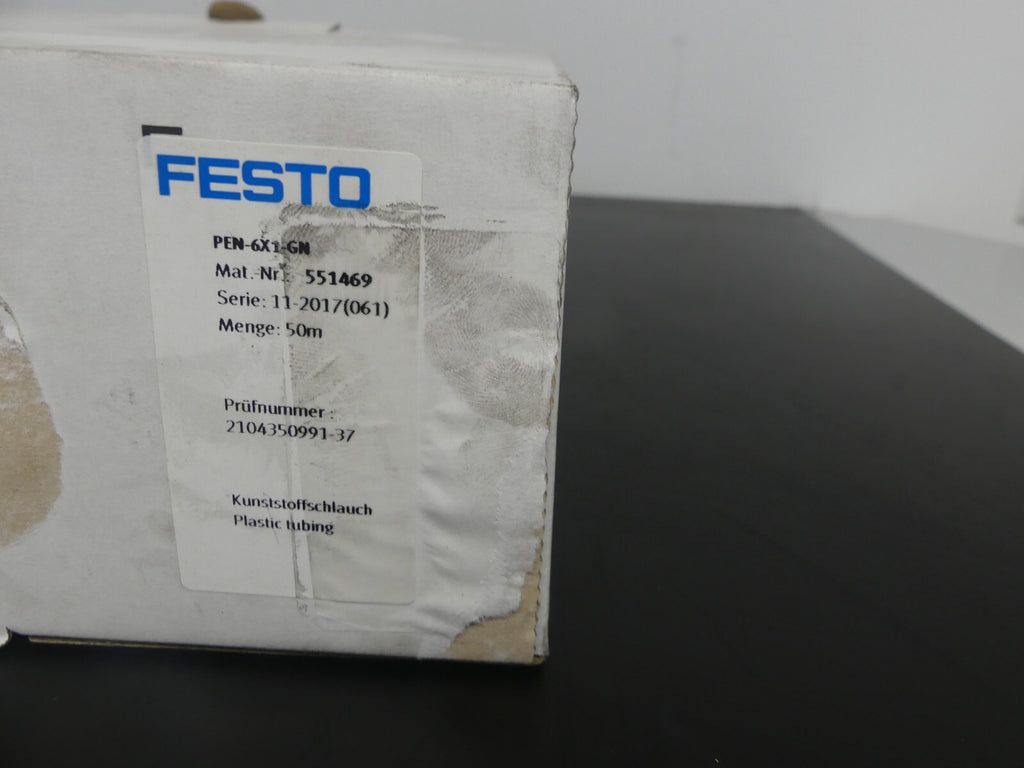 FESTO
PEN-6X1-GN
Mat.-Nr.: 551469
Serie: 11-2017(061)
Menge: 50m
Prüfnummer :
2104350991-37
Kunststoffschlauch
Plastic tubing